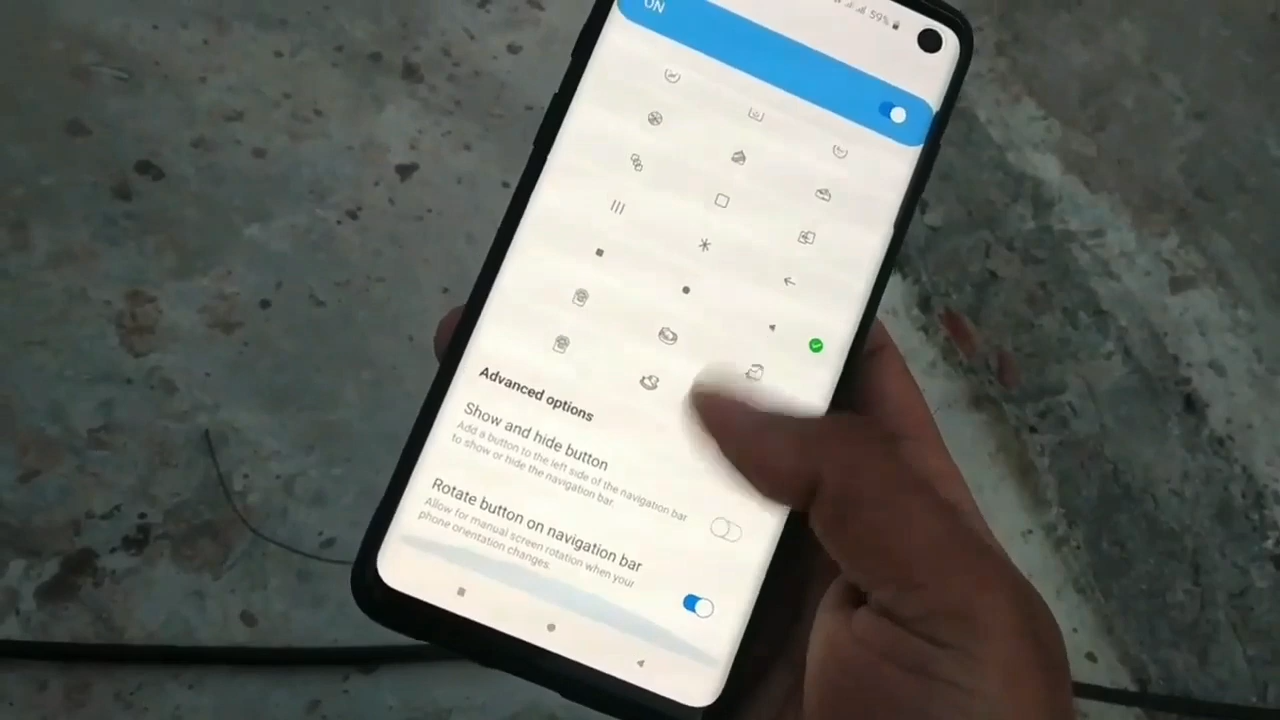 59%
ON
Advanced options
Show and hide button
Add a button to the left side of the navigation bar
to show or hide the navigation bar.
Rotate button on navigation bar
Allow for manual screen rotation when your
phone orientation changes.